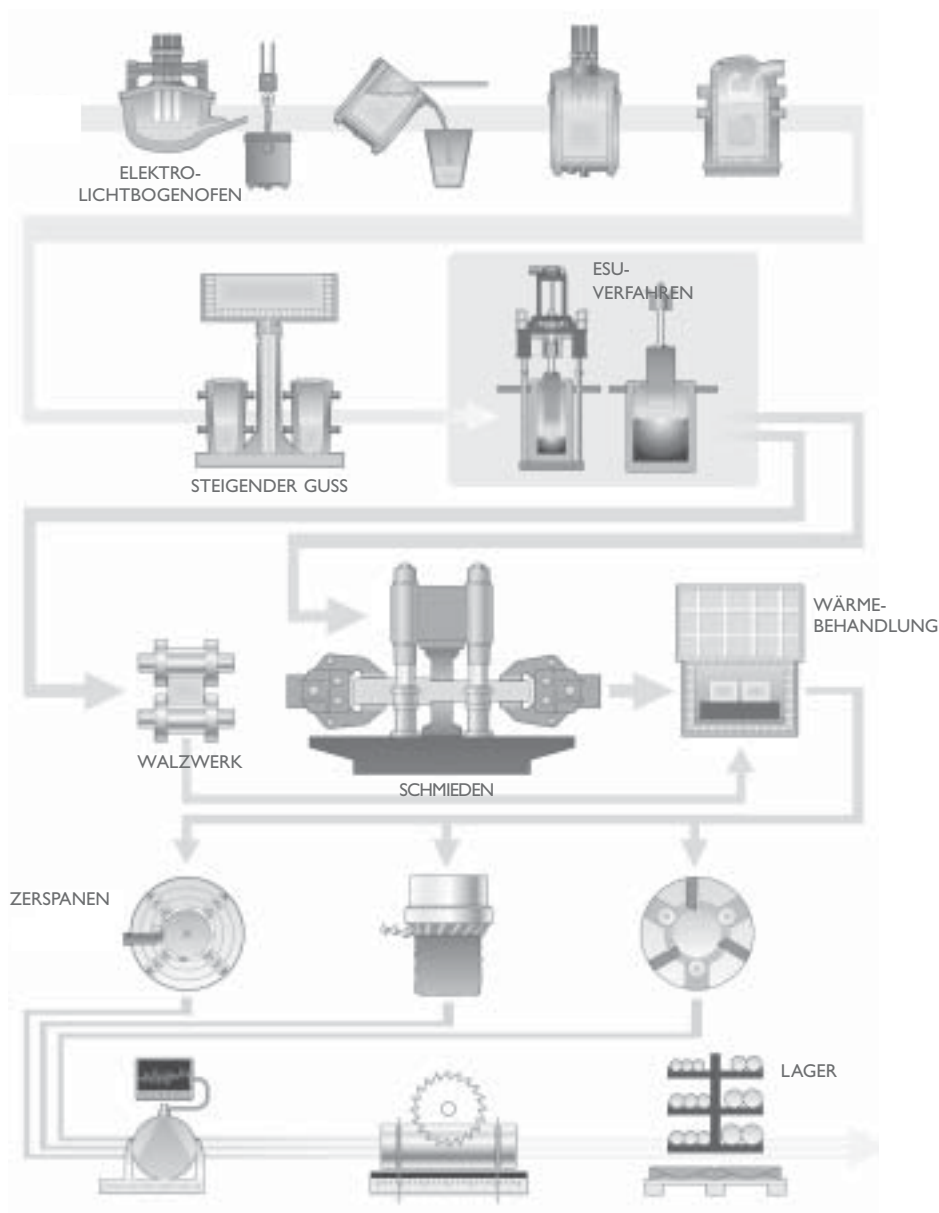 ELEKTRO-
LICHTBOGENOFEN
ESU-
VERFAHREN
STEIGENDER GUSS
WÄRME-
BEHANDLUNG
WALZWERK
SCHMIEDEN
ZERSPANEN
LAGER